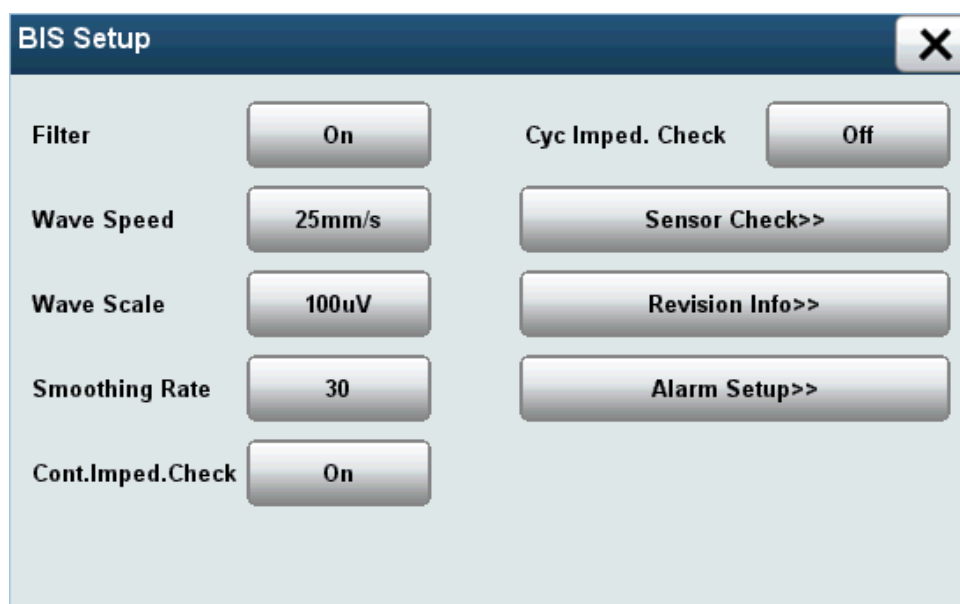 BIS Setup
Filter On Cyc Imped. Check Off
Wave Speed 25mm/s Sensor Check>>
Wave Scale 100uV Revision Info>>
Smoothing Rate 30 Alarm Setup>>
Cont.Imped.Check On